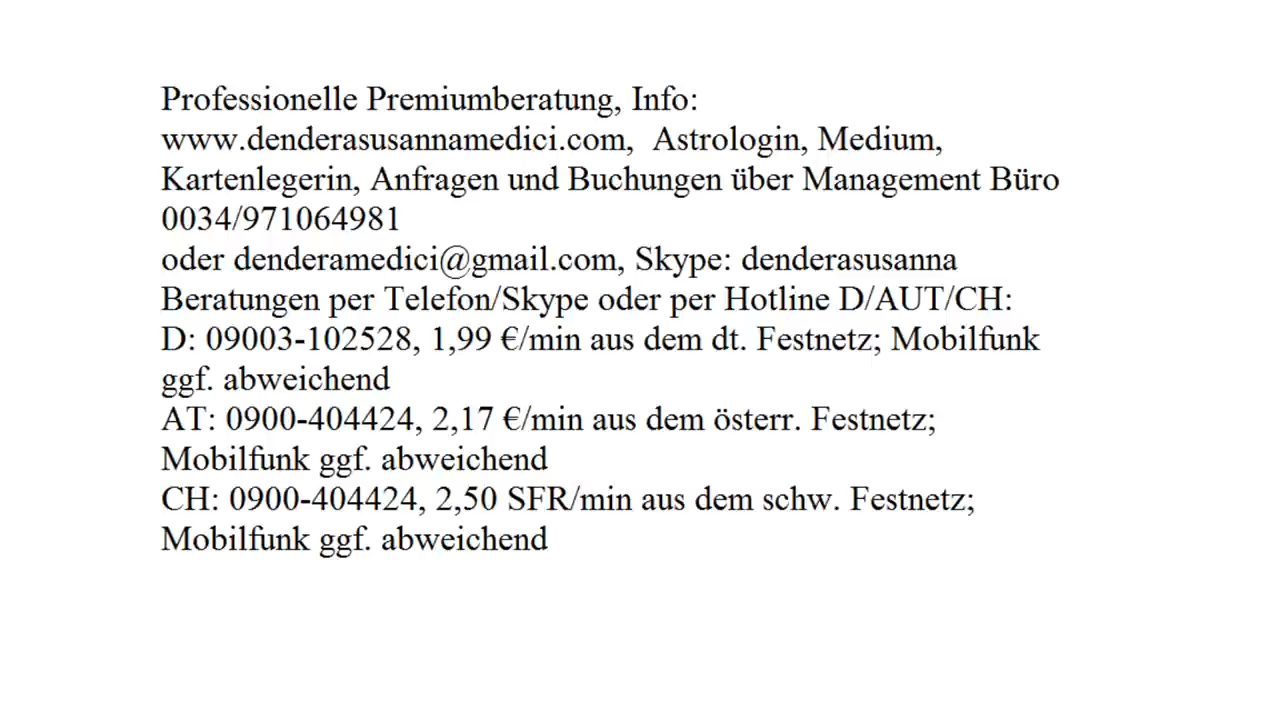 Professionelle Premiumberatung, Info:
www.denderasusannamedici.com,  Astrologin, Medium,
Kartenlegerin, Anfragen und Buchungen über Management Büro
0034/971064981
oder denderamedici@gmail.com, Skype: denderasusanna
Beratungen per Telefon/Skype oder per Hotline D/AUT/CH:
D: 09003-102528, 1,99 €/min aus dem dt. Festnetz; Mobilfunk
ggf. abweichend
AT: 0900-404424, 2,17 €/min aus dem österr. Festnetz;
Mobilfunk ggf. abweichend
CH: 0900-404424, 2,50 SFR/min aus dem schw. Festnetz;
Mobilfunk ggf. abweichend